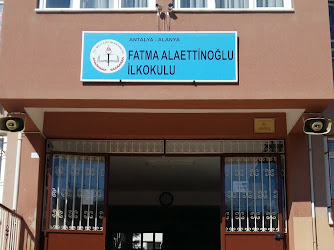 ANTALYA - ALANYA
FATMA ALAETTİNOĞLU
İLKOKULU